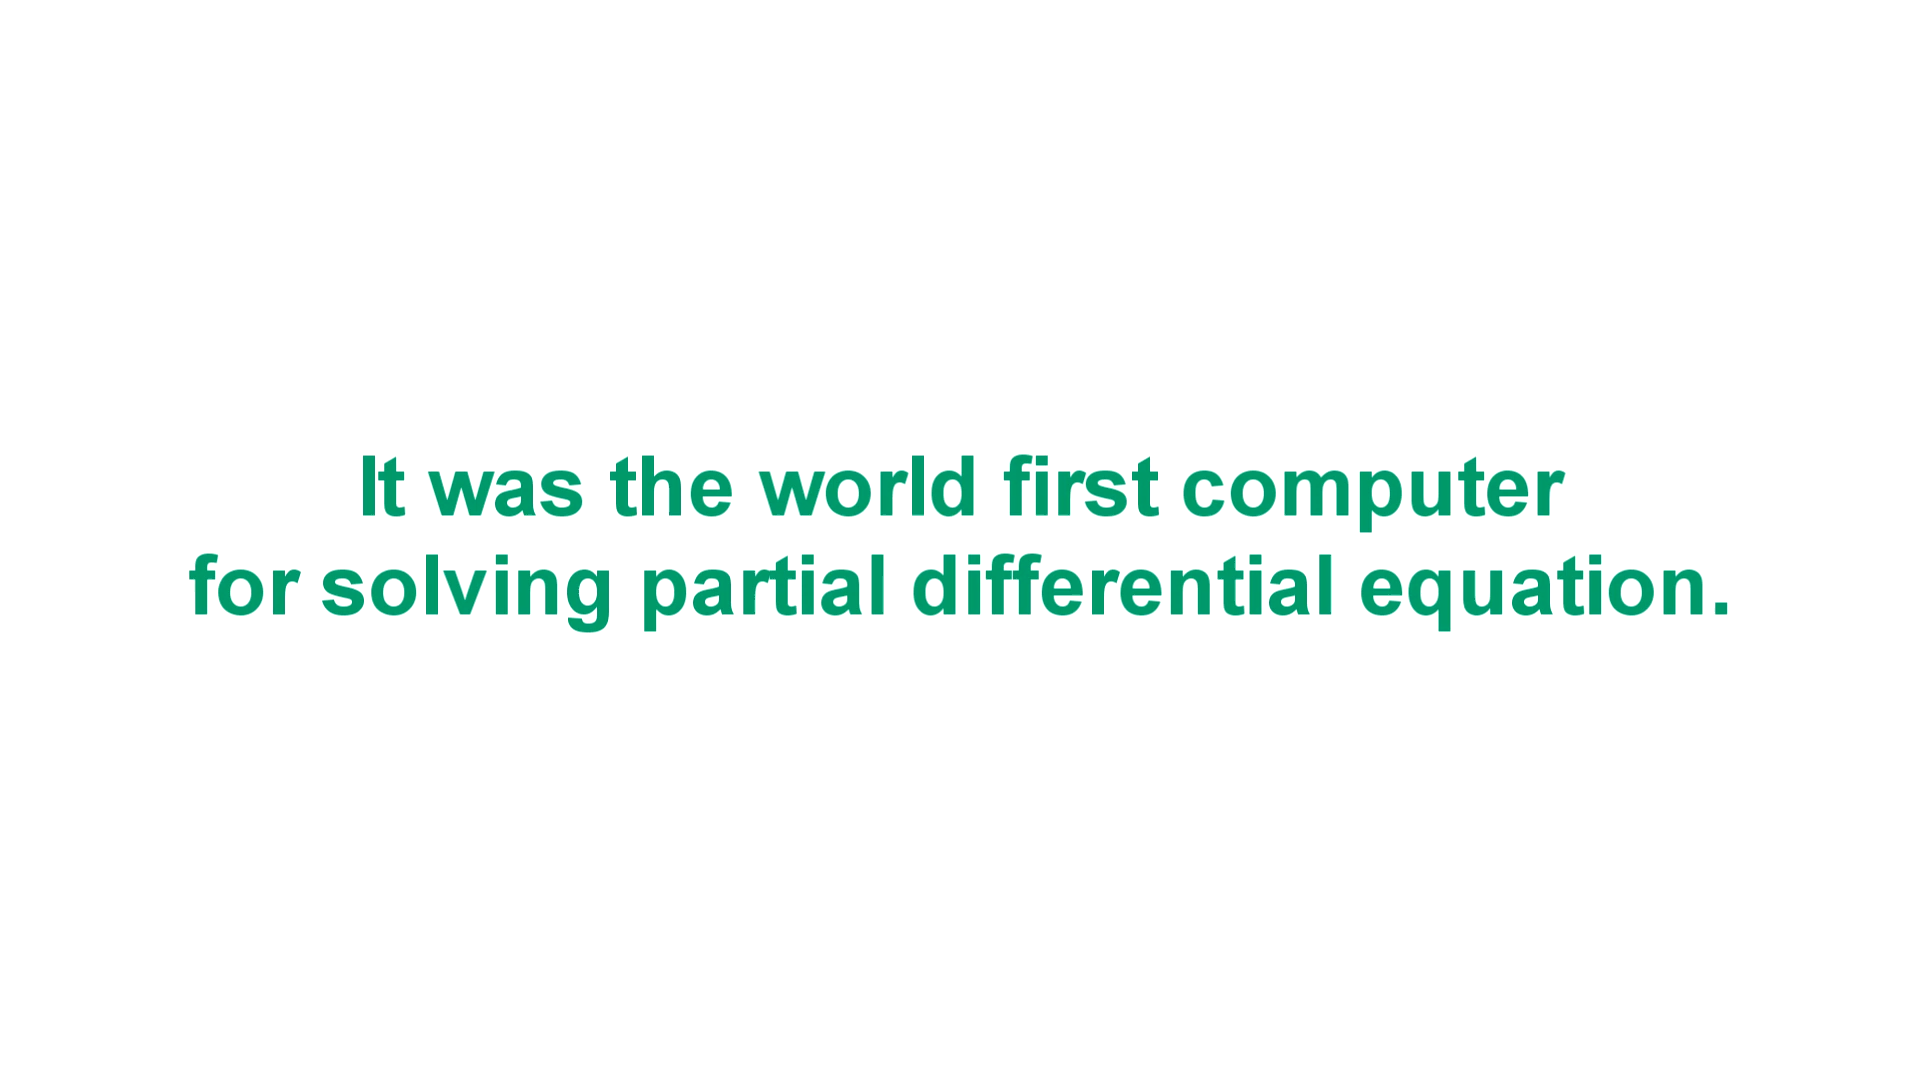 It was the world first computer
for solving partial differential equation.